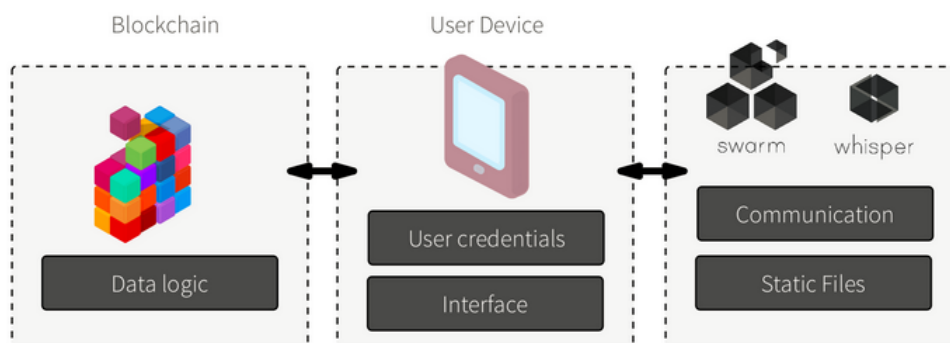 Blockchain
User Device
swarm
whisper
Data logic
User credentials
Interface
Communication
Static Files